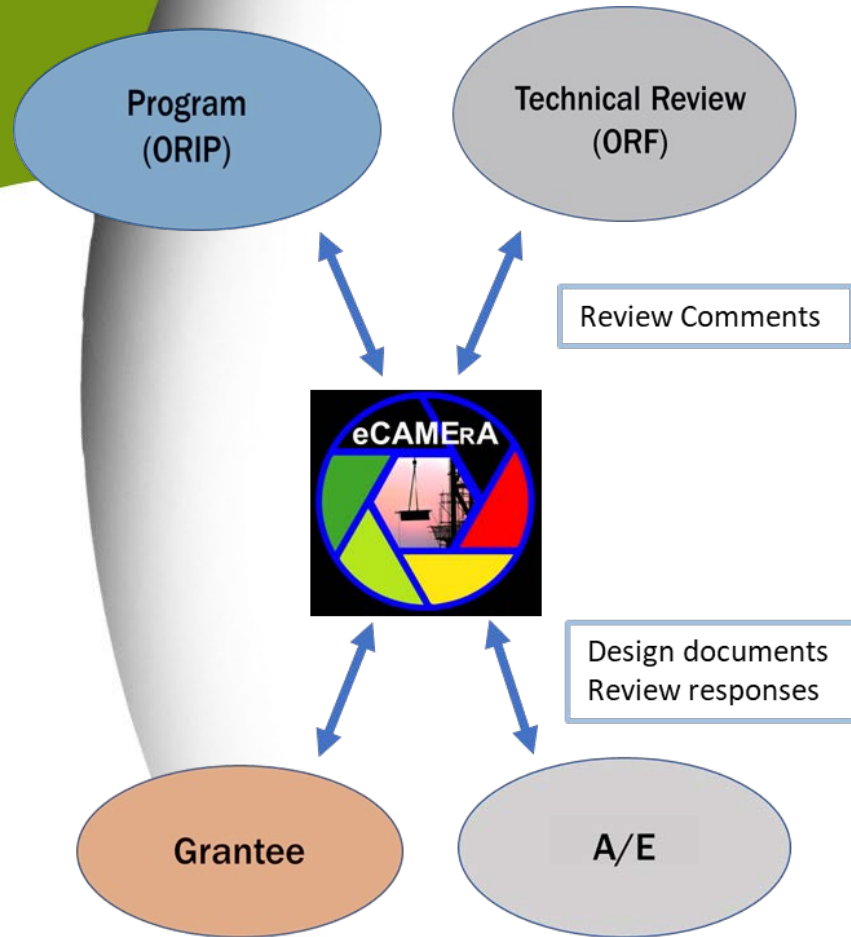 Program
(ORIP)
Technical Review
(ORF)
Review Comments
eCAMERA
Design documents
Review responses
Grantee
A/E